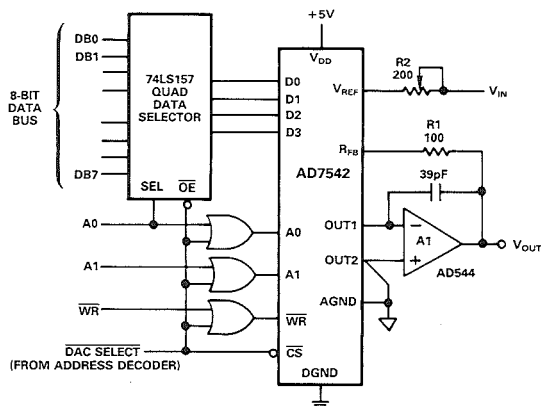 +5V
DB0
DB1
8-BIT
DATA
BUS
DB7
74LS157
QUAD
DATA
SELECTOR
SEL
OE
D0
D1
D2
D3
VDD
VREF
R2
200
VIN
RFB
R1
100
39pF
AD7542
A0
A0
A1
A1
WR
WR
OUT1
OUT2
A1
AD544
VOUT
AGND
DAC SELECT
(FROM ADDRESS DECODER)
CS
DGND